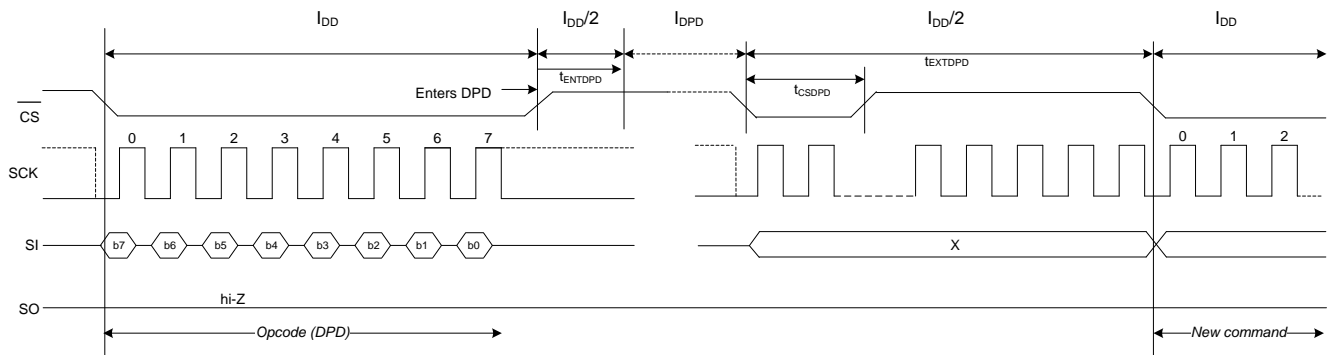 IDD IDD/2 IDPD IDD/2 IDD
tEXTDPD
tENTDPD
tCSDPD
Enters DPD
CS
0 1 2 3 4 5 6 7 0 1 2
SCK
SI b7 b6 b5 b4 b3 b2 b1 b0 X
hi-Z
SO
Opcode (DPD) New command